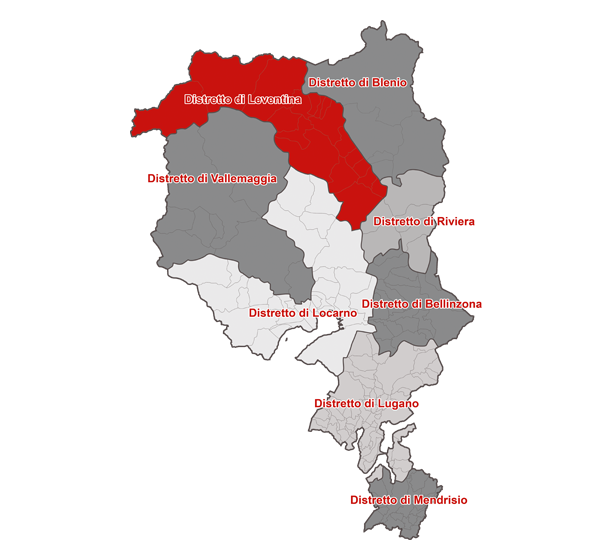 Distretto di Blenio
Distretto di Leventina
Distretto di Vallemaggia
Distretto di Riviera
Distretto di Bellinzona
Distretto di Locarno
Distretto di Lugano
Distretto di Mendrisio